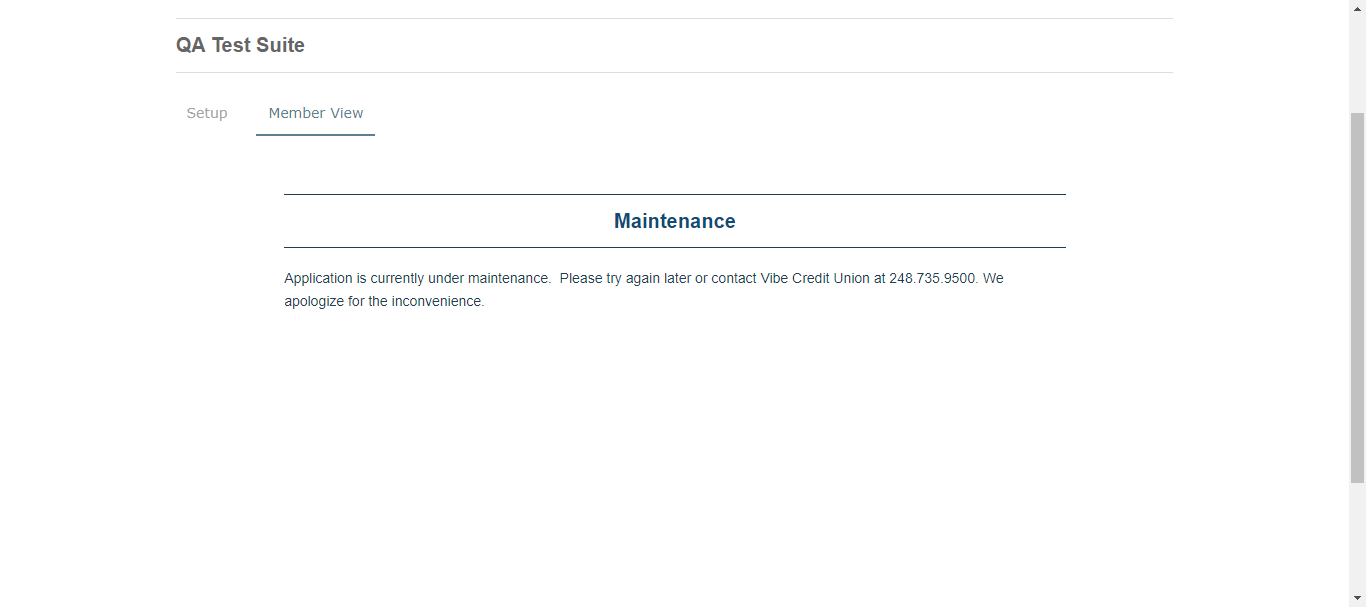 QA Test Suite
Setup
Member View
Maintenance
Application is currently under maintenance.  Please try again later or contact Vibe Credit Union at 248.735.9500. We
apologize for the inconvenience.